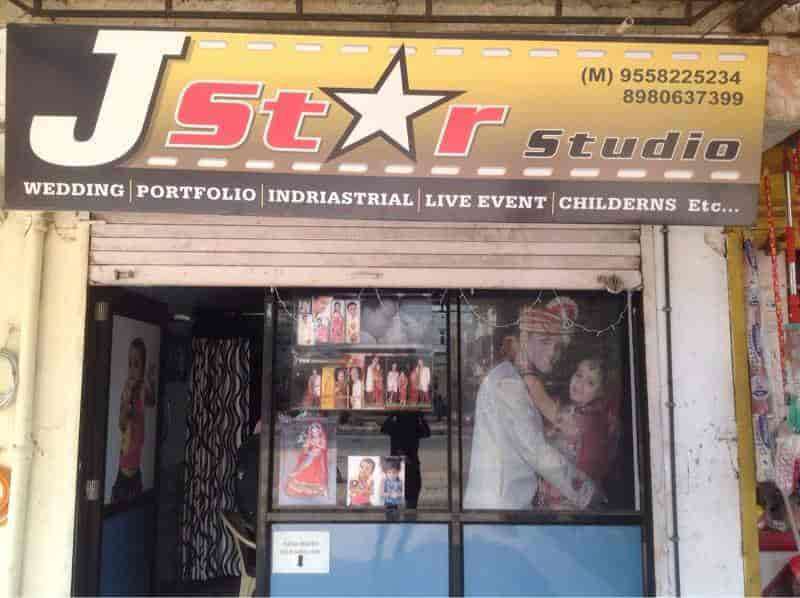 J Star Studio
(M) 9558225234
8980637399
WEDDING | PORTFOLIO | INDRIASTRIAL | LIVE EVENT | CHILDERNS Etc...